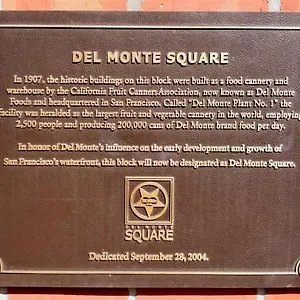 DEL MONTE SQUARE
In 1907, the historic buildings on this block were built as a food cannery and
warehouse by the California Fruit Canners Association, now known as Del Monte
Foods and headquartered in San Francisco. Called "Del Monte Plant No. 1" the
facility was heralded as the largest fruit and vegetable cannery in the world, employing
2,500 people and producing 200,000 cans of Del Monte brand food per day.
In honor of Del Monte's influence on the early development and growth of
San Francisco's waterfront, this block will now be designated as Del Monte Square.
DEL MONTE
SQUARE
Dedicated September 28, 2004.